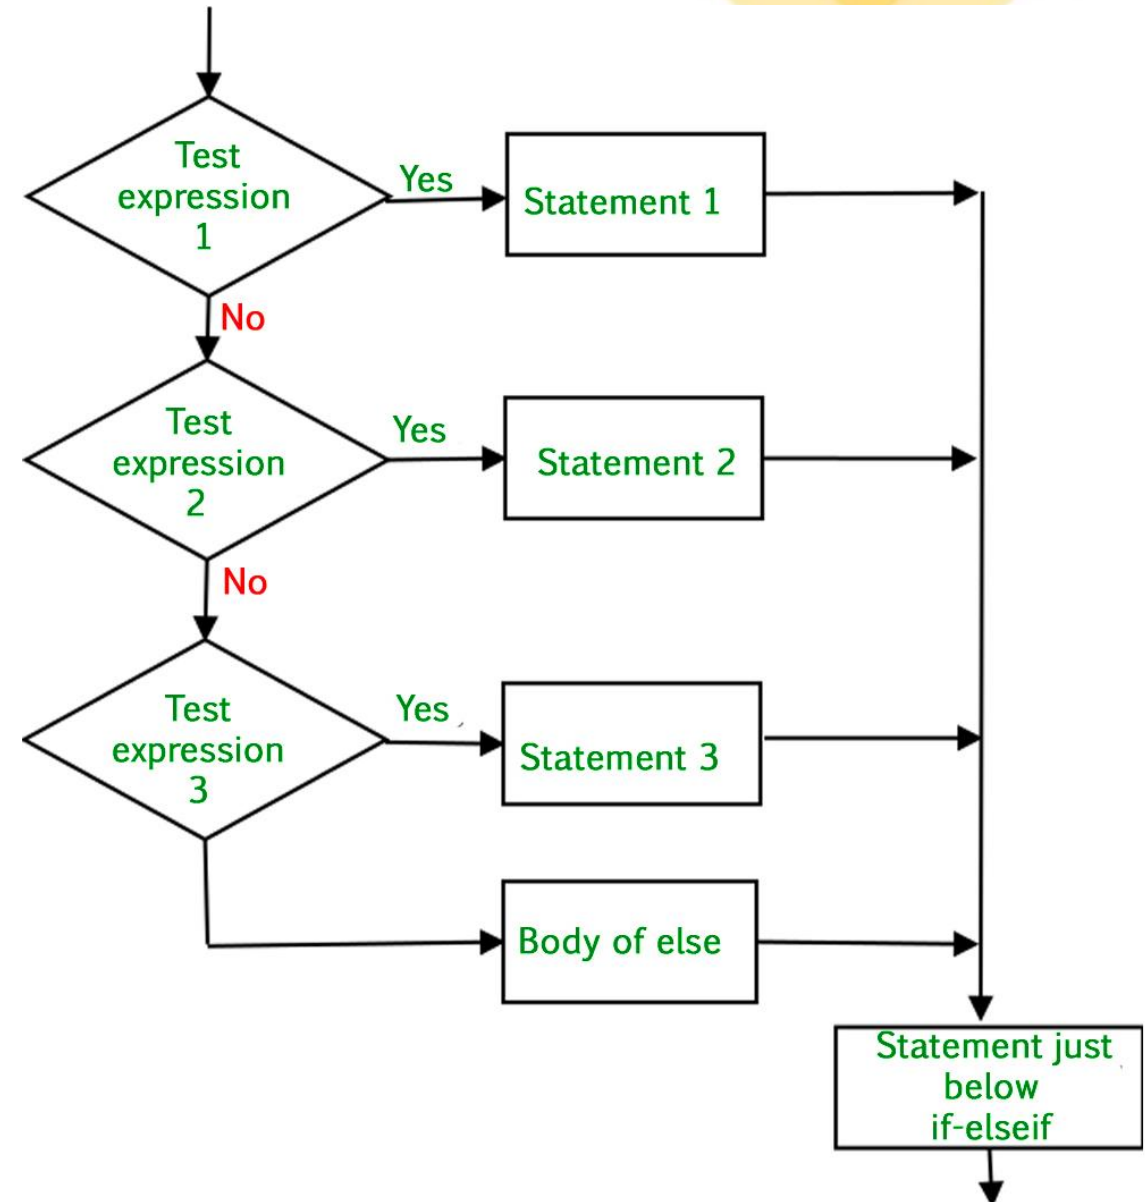 Test
expression
1
Yes
Statement 1
No
Test
expression
2
Yes
Statement 2
No
Test
expression
3
Yes
Statement 3
Body of else
Statement just
below
if-elseif